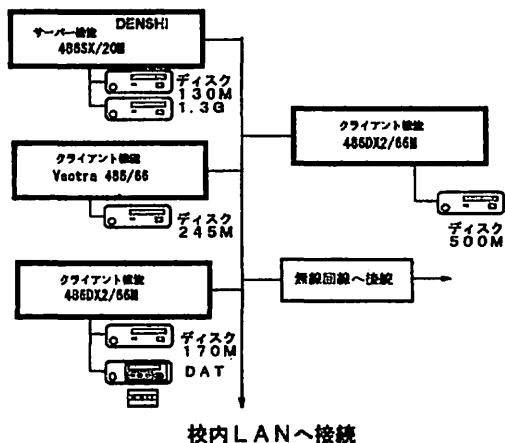 サーバー機能 DENSHI
486SX/20M
ディスク
130M
1.3G
クライアント機能
Vectra 486/66
ディスク
245M
クライアント機能
486DX2/66M
ディスク
170M
DAT
クライアント機能
486DX2/66M
ディスク
500M
無線回線へ接続
校内LANへ接続